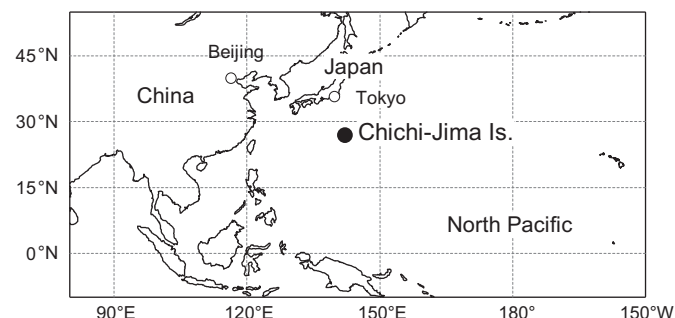 45°N
Beijing
Japan
China
Tokyo
30°N
Chichi-Jima Is.
15°N
North Pacific
0°N
90°E 120°E 150°E 180° 150°W